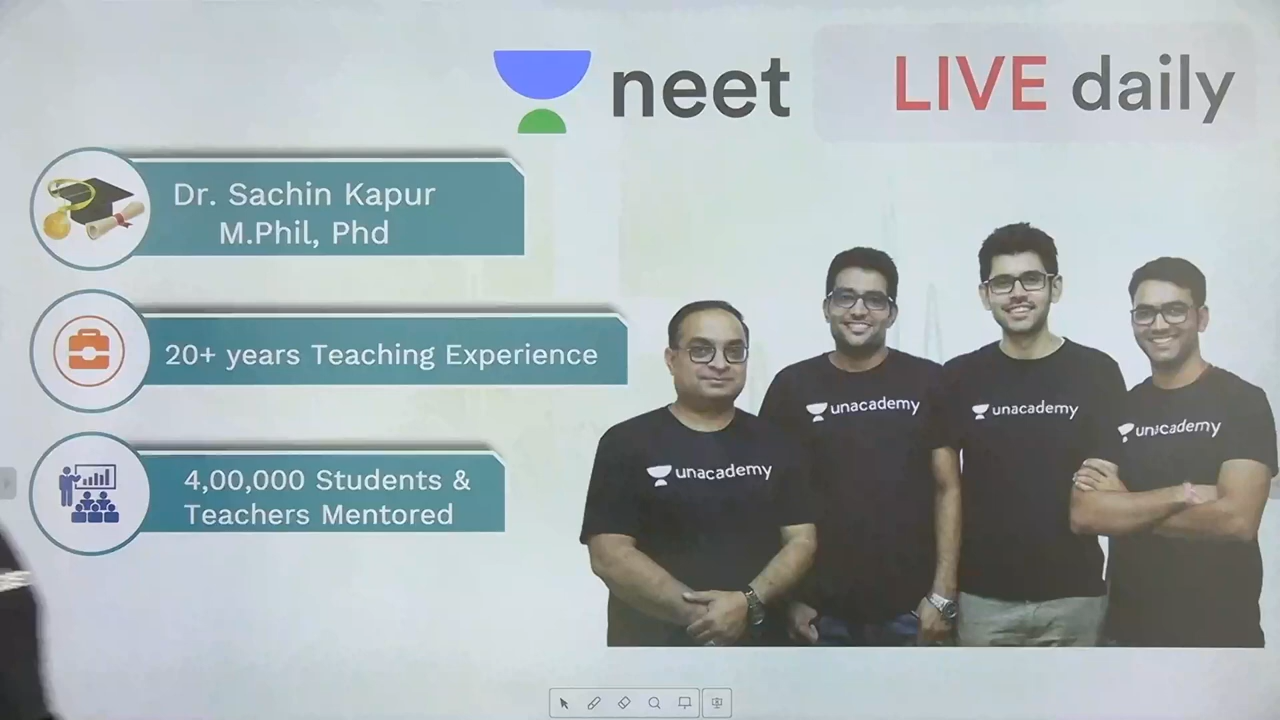 neet
LIVE daily
Dr. Sachin Kapur
M.Phil, Phd
20+ years Teaching Experience
4,00,000 Students &
Teachers Mentored
unacademy
unacademy
unacademy
unacademy